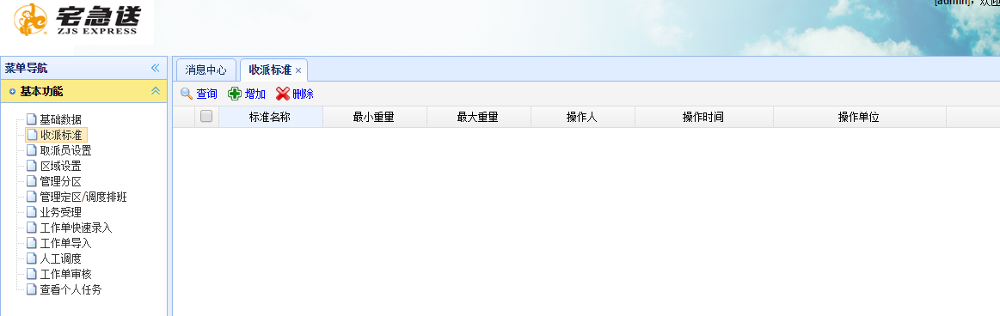 宅急送
ZJS EXPRESS
[admin]，欢迎
菜单导航
基本功能
基础数据
收派标准
取派员设置
区域设置
管理分区
管理定区/调度排班
业务受理
工作单快速录入
工作单导入
人工调度
工作单审核
查看个人任务
消息中心 收派标准
查询 增加 删除
标准名称 最小重量 最大重量 操作人 操作时间 操作单位